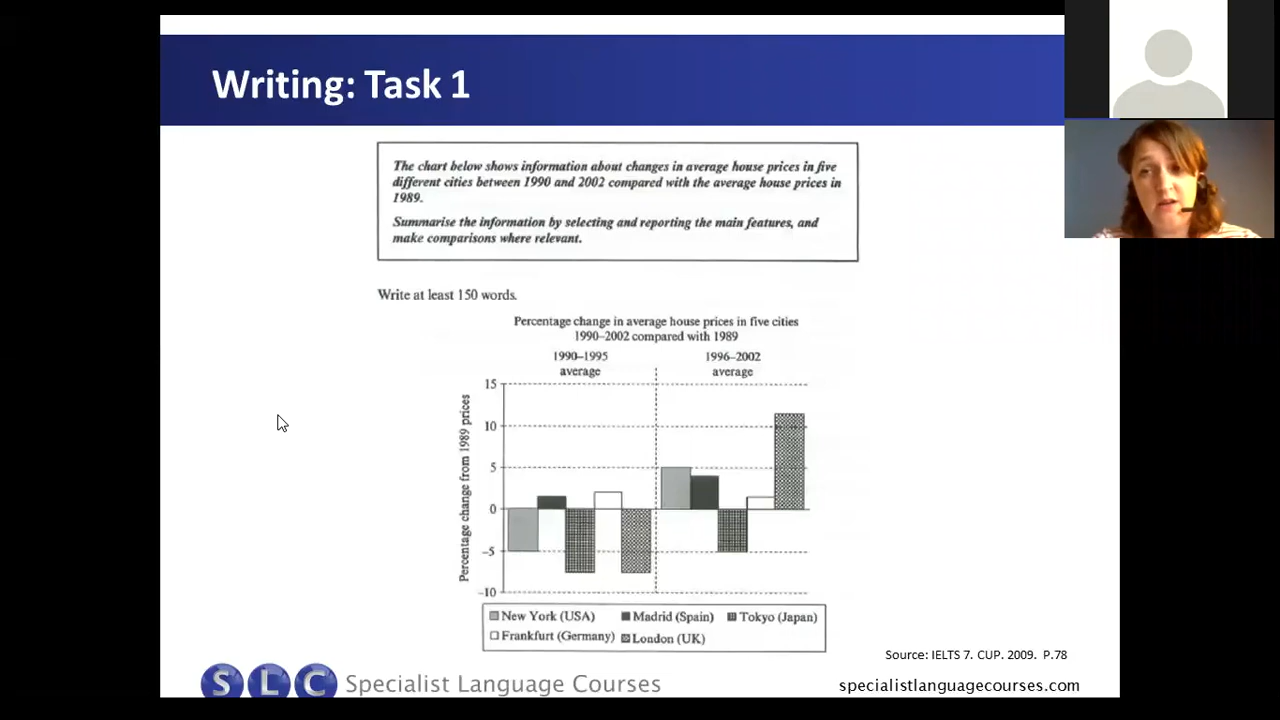 Writing: Task 1
The chart below shows information about changes in average house prices in five
different cities between 1990 and 2002 compared with the average house prices in
1989.
Summarise the information by selecting and reporting the main features, and
make comparisons where relevant.
Write at least 150 words.
Percentage change in average house prices in five cities
1990–2002 compared with 1989
1990–1995
average
1996–2002
average
Percentage change from 1989 prices
15
10
5
0
-5
-10
New York (USA)
Madrid (Spain)
Tokyo (Japan)
Frankfurt (Germany)
London (UK)
Source: IELTS 7. CUP. 2009. P.78
SLC Specialist Language Courses
specialistlanguagecourses.com